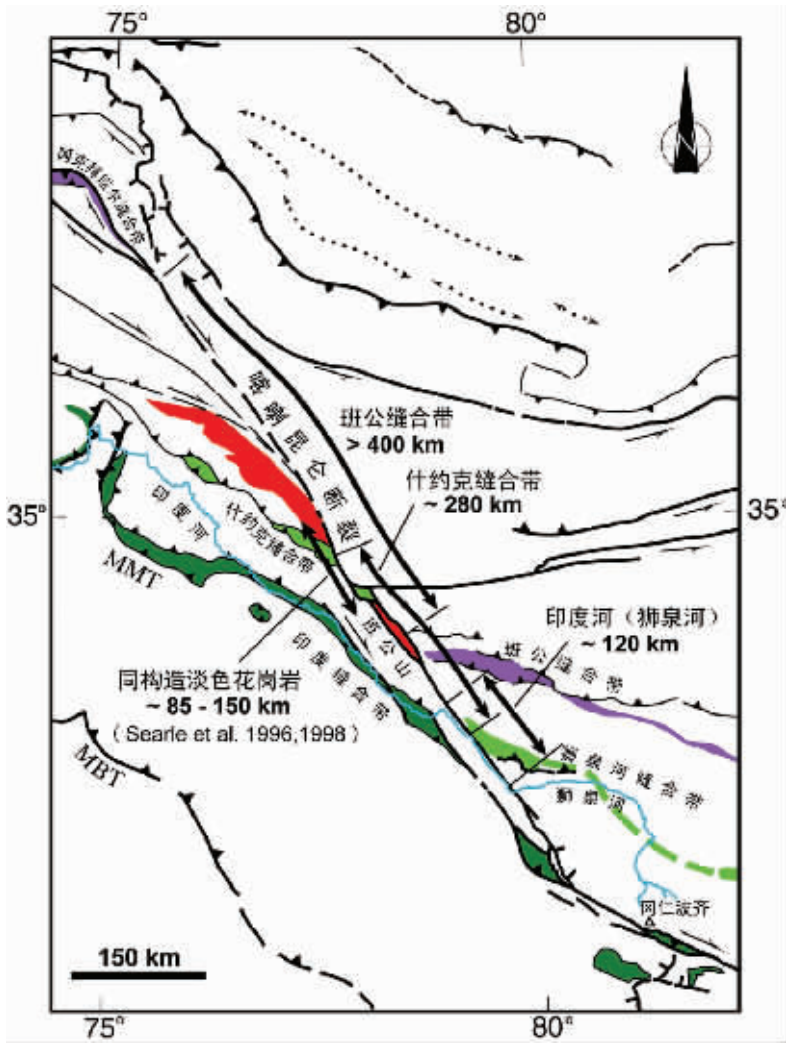 75°
80°
喀喇昆仑断裂
班公缝合带
> 400 km
什约克缝合带
~ 280 km
35°
35°
印度河
什约克缝合带
MMT
印度河（狮泉河）
~ 120 km
班公山
班公缝合带
印度缝合带
同构造淡色花岗岩
~ 85 - 150 km
( Searle et al. 1996,1998 )
MBT
狮泉河缝合带
狮泉河
冈仁波齐
150 km
75°
80°